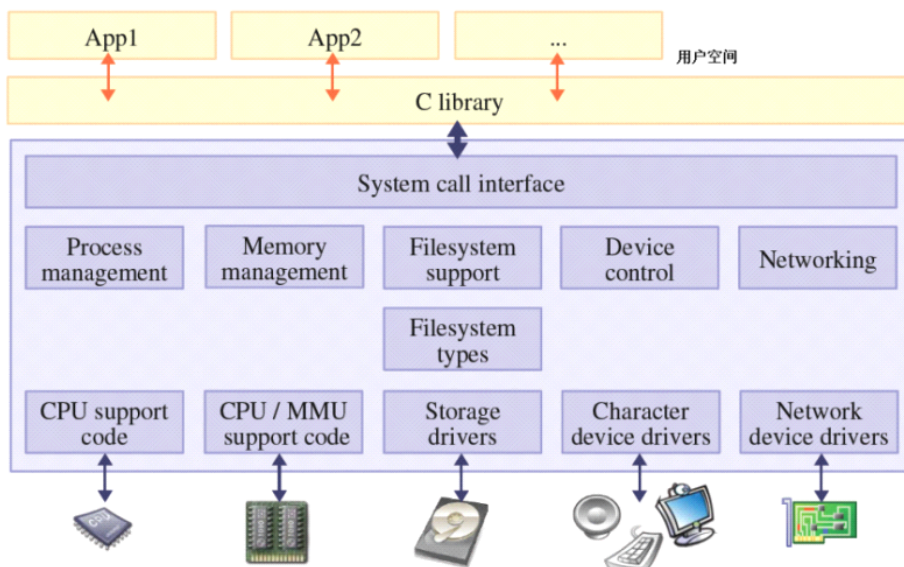 App1
App2
...
用户空间
C library
System call interface
Process
management
Memory
management
Filesystem
support
Device
control
Networking
Filesystem
types
CPU support
code
CPU / MMU
support code
Storage
drivers
Character
device drivers
Network
device drivers
CPU